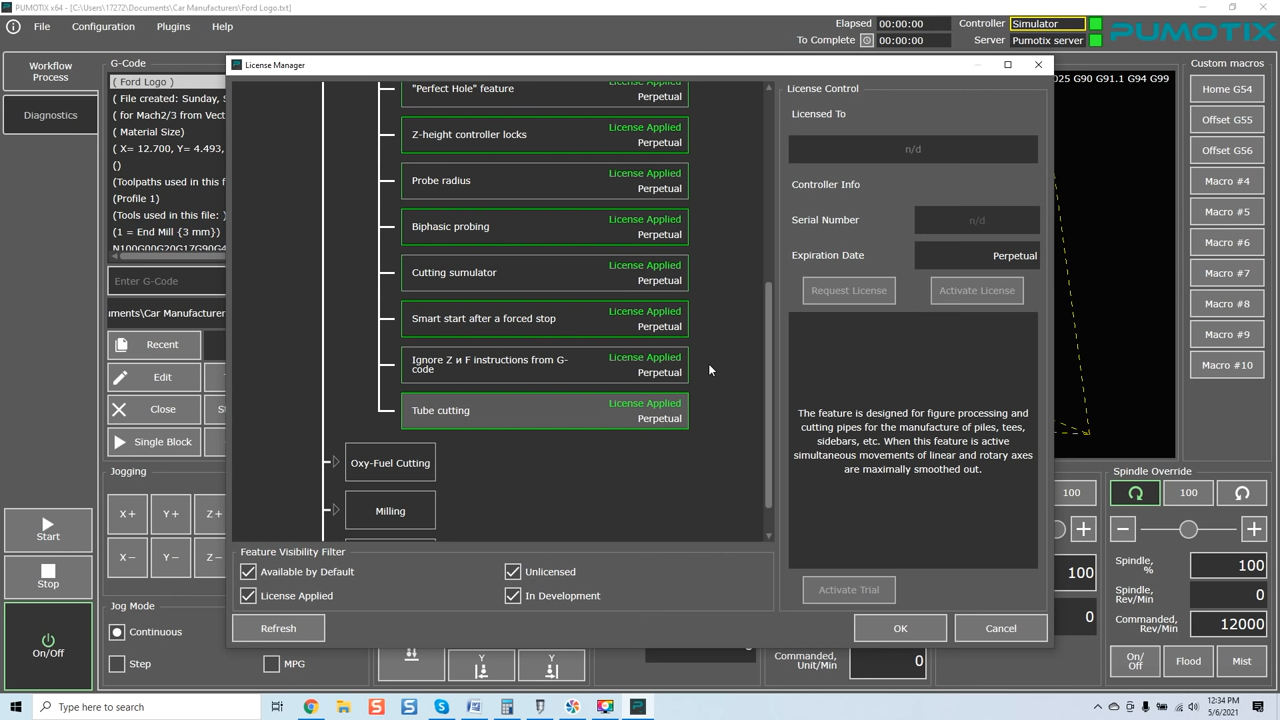 PUMOTIX x64 - [C:\Users\17272\Documents\Car Manufacturers\Ford Logo.txt]
File
Configuration
Plugins
Help
Elapsed 00:00:00
To Complete 00:00:00
Controller Simulator
Server Pumotix server
PUMOTIX
Workflow
Process
Diagnostics
G-Code
( Ford Logo )
( File created: Sunday, S
( for Mach2/3 from Vect
( Material Size)
( X= 12.700, Y= 4.493,
()
(Toolpaths used in this f
(Profile 1)
(Tools used in this file: )
(1 = End Mill {3 mm})
N100G00G20G17G90G4
Enter G-Code
uments\Car Manufacturer
Recent
Edit
Close
Single Block
Jogging
X+
Y+
Z+
X−
Y−
Z−
Jog Mode
Continuous
Step
MPG
Start
Stop
On/Off
License Manager
"Perfect Hole" feature
License Applied
Perpetual
Z-height controller locks
License Applied
Perpetual
Probe radius
License Applied
Perpetual
Biphasic probing
License Applied
Perpetual
Cutting sumulator
License Applied
Perpetual
Smart start after a forced stop
License Applied
Perpetual
Ignore Z и F instructions from G-
code
License Applied
Perpetual
Tube cutting
License Applied
Perpetual
Oxy-Fuel Cutting
Milling
Feature Visibility Filter
Available by Default
Unlicensed
License Applied
In Development
Refresh
OK
Cancel
License Control
Licensed To
n/d
Controller Info
Serial Number
n/d
Expiration Date
Perpetual
Request License
Activate License
The feature is designed for figure processing and
cutting pipes for the manufacture of piles, tees,
sidebars, etc. When this feature is active
simultaneous movements of linear and rotary axes
are maximally smoothed out.
Activate Trial
025 G90 G91.1 G94 G99
Custom macros
Home G54
Offset G55
Offset G56
Macro #4
Macro #5
Macro #6
Macro #7
Macro #8
Macro #9
Macro #10
Spindle Override
100
100
100
0
Spindle,
%
100
Spindle,
Rev/Min
0
Commanded,
Rev/Min
12000
On/
Off
Flood
Mist
Y
Y
Commanded,
Unit/Min
0
Type here to search
12:34 PM
5/6/2021